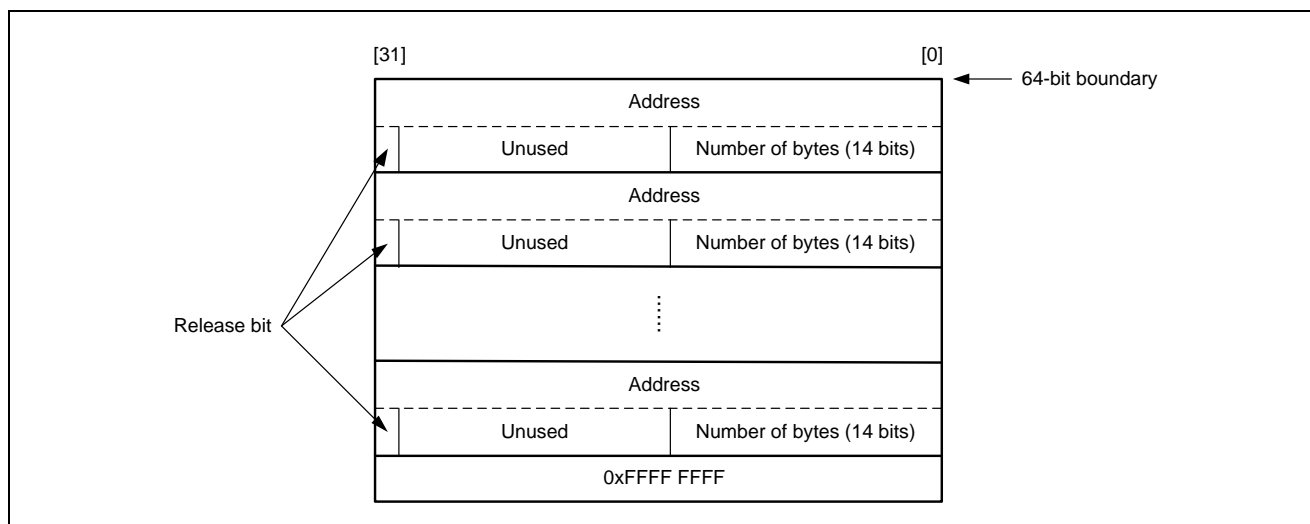 [31] [0]
64-bit boundary
Address
Unused Number of bytes (14 bits)
Address
Unused Number of bytes (14 bits)
Release bit
Address
Unused Number of bytes (14 bits)
0xFFFF FFFF